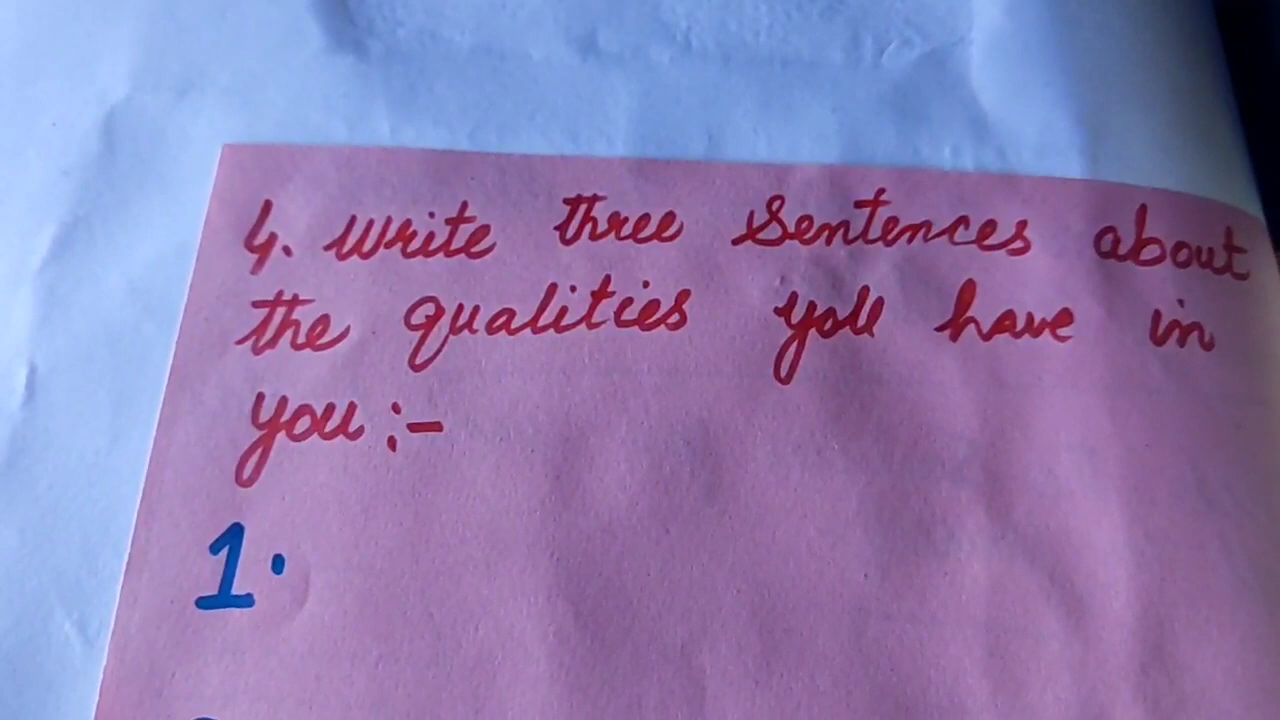 4. Write three Sentences about
the qualities you have in
you :-
1.